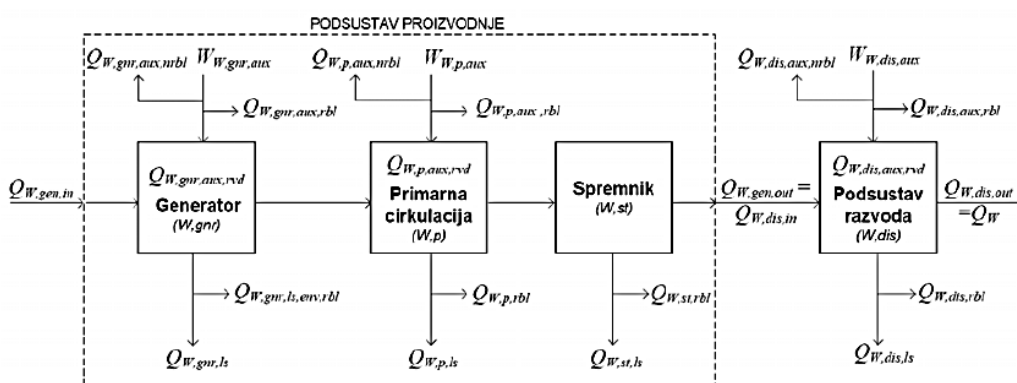 PODSUSTAV PROIZVODNJE
Q_W,gnr,aux,nrbl
W_W,gnr,aux
Q_W,gnr,aux,rbl
Q_W,p,aux,nrbl
W_W,p,aux
Q_W,p,aux,rbl
Q_W,dis,aux,nrbl
W_W,dis,aux
Q_W,dis,aux,rbl
Q_W,gen,in
Q_W,gnr,aux,rvd
Generator
(W,gnr)
Q_W,p,aux,rvd
Primarna
cirkulacija
(W,p)
Spremnik
(W,st)
Q_W,gen,out =
Q_W,dis,in
Q_W,dis,aux,rvd
Podsustav
razvoda
(W,dis)
Q_W,dis,out
=Q_W
Q_W,gnr,ls,env,rbl
Q_W,p,rbl
Q_W,st,rbl
Q_W,dis,rbl
Q_W,gnr,ls
Q_W,p,ls
Q_W,st,ls
Q_W,dis,ls